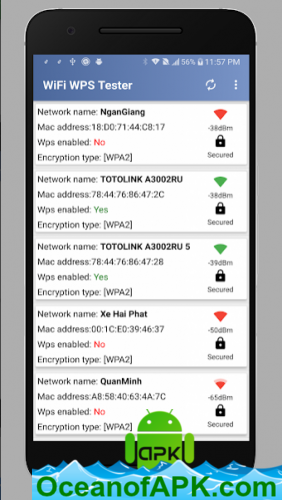 56% 11:57 PM
WiFi WPS Tester
Network name: NganGiang
Mac address:18:D0:71:44:C8:17
-38dBm
Wps enabled: No
Encryption type: [WPA2]
Secured
Network name: TOTOLINK A3002RU
Mac address:78:44:76:86:47:2C
-38dBm
Wps enabled: Yes
Encryption type: [WPA2]
Secured
Network name: TOTOLINK A3002RU 5
Mac address:78:44:76:86:47:28
-39dBm
Wps enabled: Yes
Encryption type: [WPA2]
Secured
Network name: Xe Hai Phat
Mac address:00:1C:E0:39:46:37
-50dBm
Wps enabled: No
Encryption type: [WPA2]
Secured
Network name: QuanMinh
Mac address:A8:58:40:63:4A:7C
-65dBm
Wps enabled: No
Encryption type: [WPA2]
Secured
APK
OceanofAPK.com